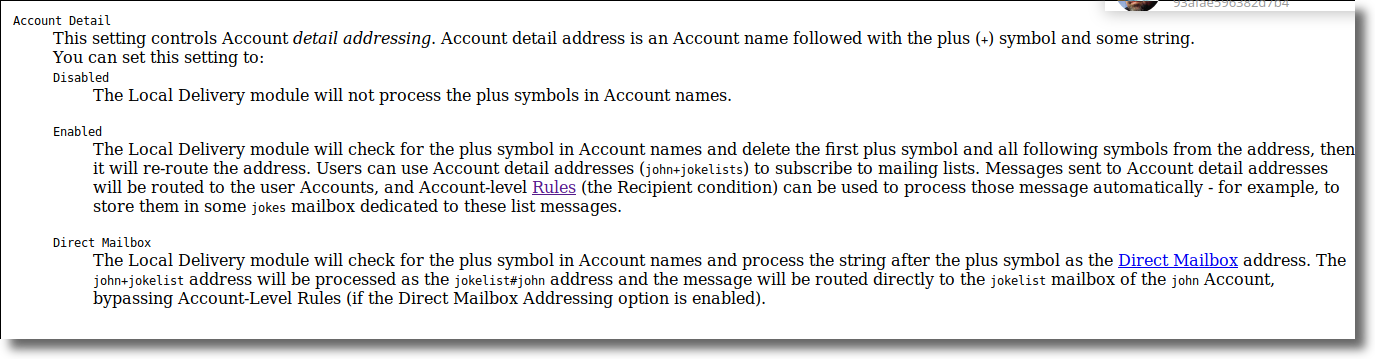 93afae596382d7b4
Account Detail
This setting controls Account detail addressing. Account detail address is an Account name followed with the plus (+) symbol and some string.
You can set this setting to:
Disabled
The Local Delivery module will not process the plus symbols in Account names.
Enabled
The Local Delivery module will check for the plus symbol in Account names and delete the first plus symbol and all following symbols from the address, then
it will re-route the address. Users can use Account detail addresses (john+jokelists) to subscribe to mailing lists. Messages sent to Account detail addresses
will be routed to the user Accounts, and Account-level Rules (the Recipient condition) can be used to process those message automatically - for example, to
store them in some jokes mailbox dedicated to these list messages.
Direct Mailbox
The Local Delivery module will check for the plus symbol in Account names and process the string after the plus symbol as the Direct Mailbox address. The
john+jokelist address will be processed as the jokelist#john address and the message will be routed directly to the jokelist mailbox of the john Account,
bypassing Account-Level Rules (if the Direct Mailbox Addressing option is enabled).